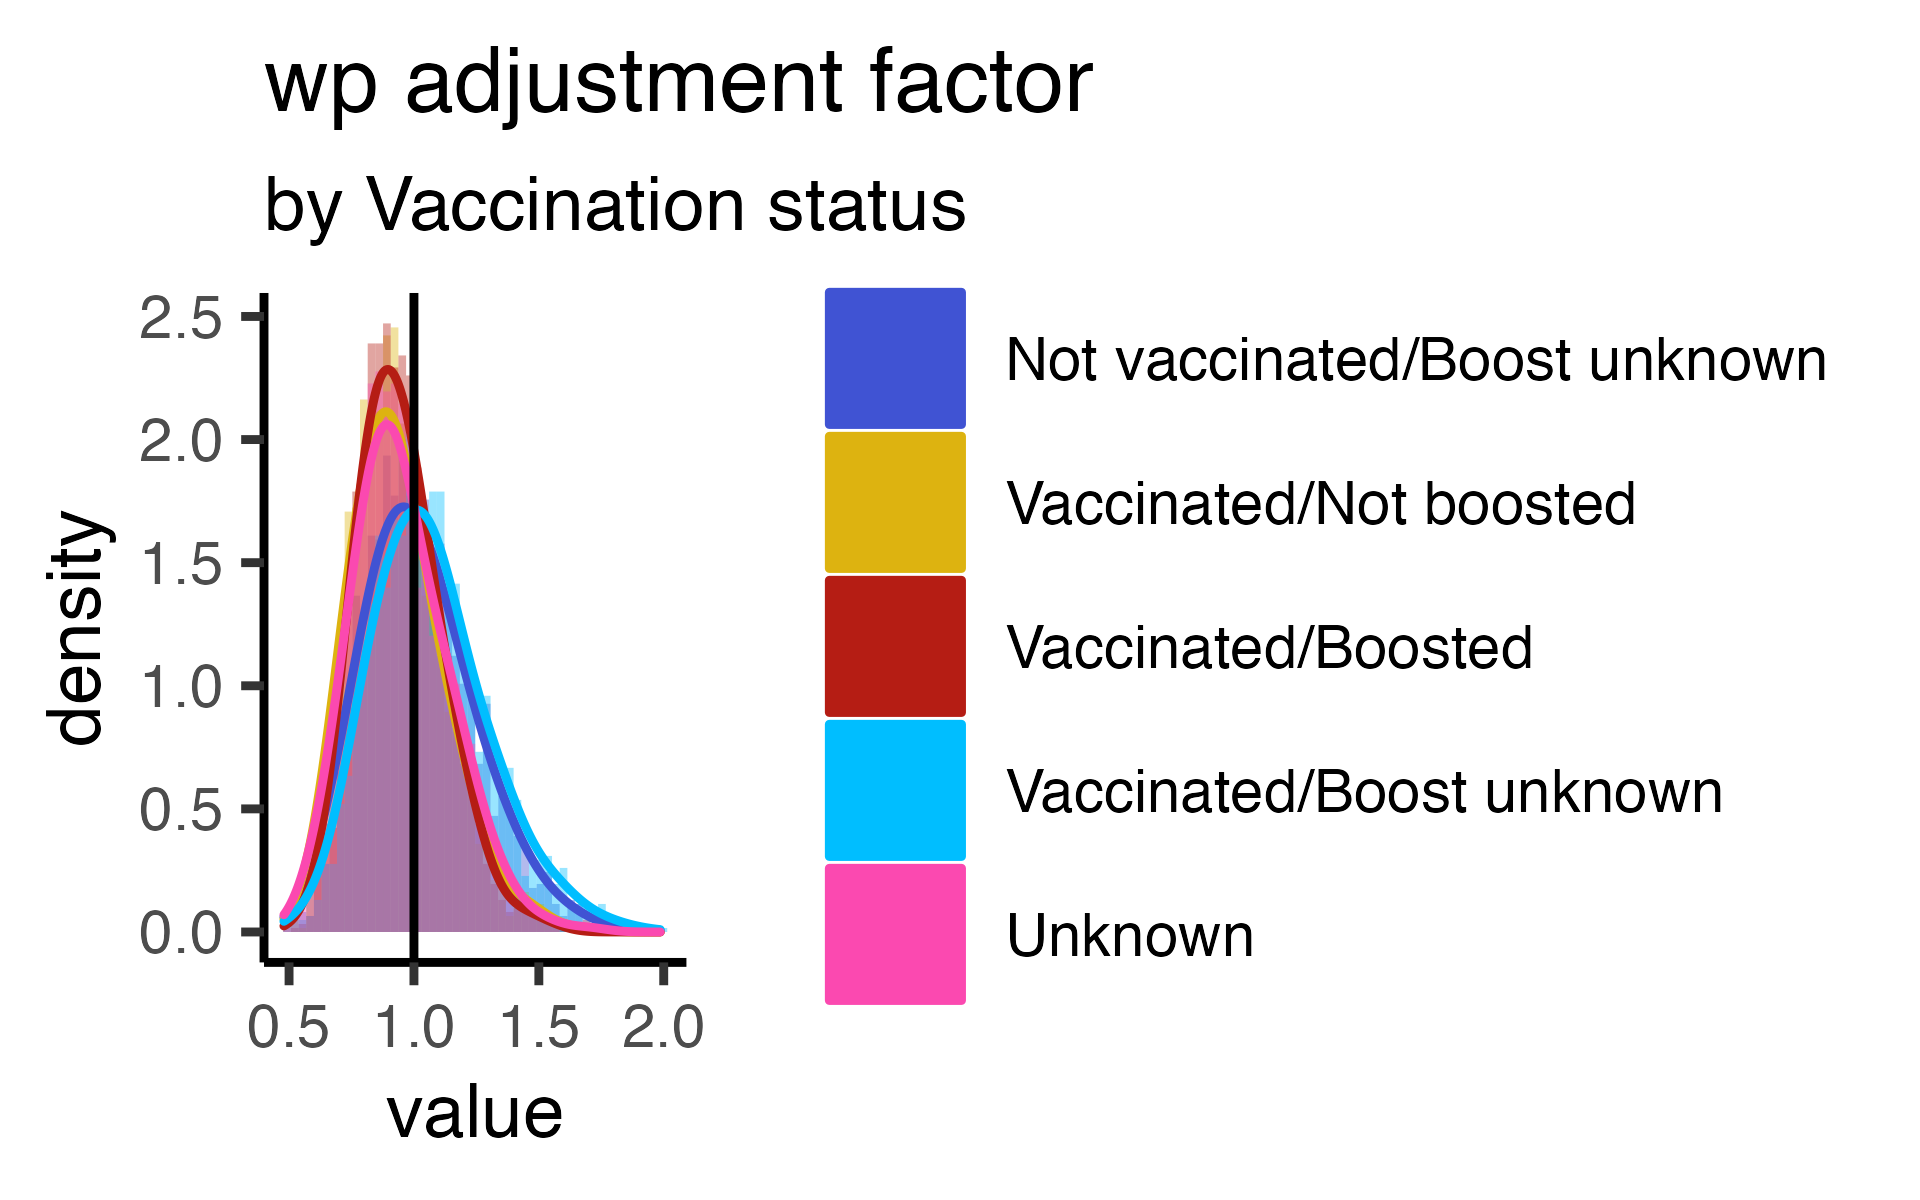 wp adjustment factor
by Vaccination status
2.5
2.0
1.5
1.0
0.5
0.0
density
0.5 1.0 1.5 2.0
value
Not vaccinated/Boost unknown
Vaccinated/Not boosted
Vaccinated/Boosted
Vaccinated/Boost unknown
Unknown